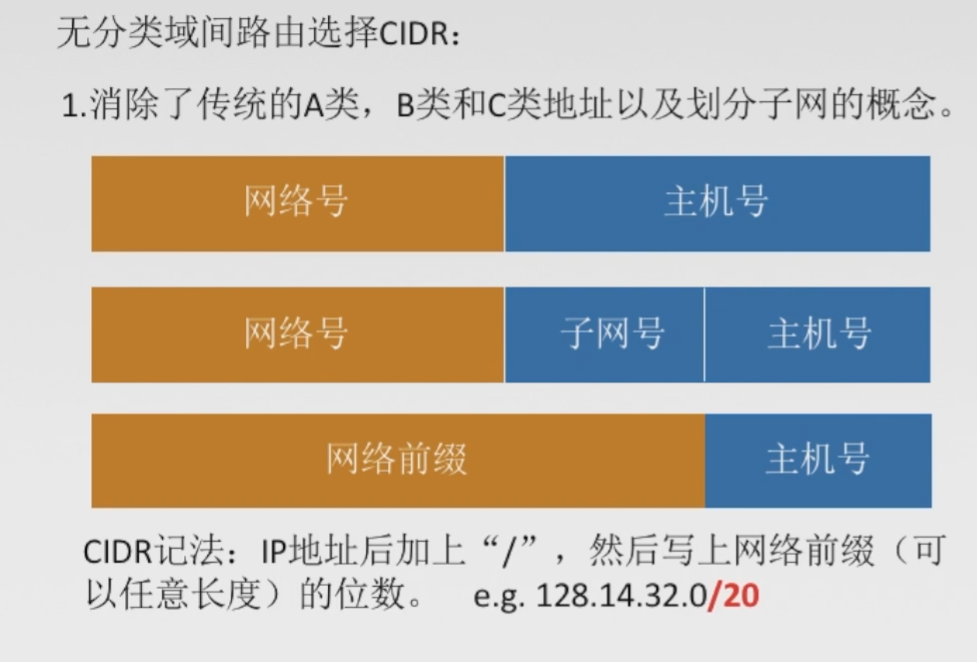 无分类域间路由选择CIDR：
1.消除了传统的A类，B类和C类地址以及划分子网的概念。
网络号 主机号
网络号 子网号 主机号
网络前缀 主机号
CIDR记法：IP地址后加上“/”，然后写上网络前缀（可
以任意长度）的位数。 e.g. 128.14.32.0/20